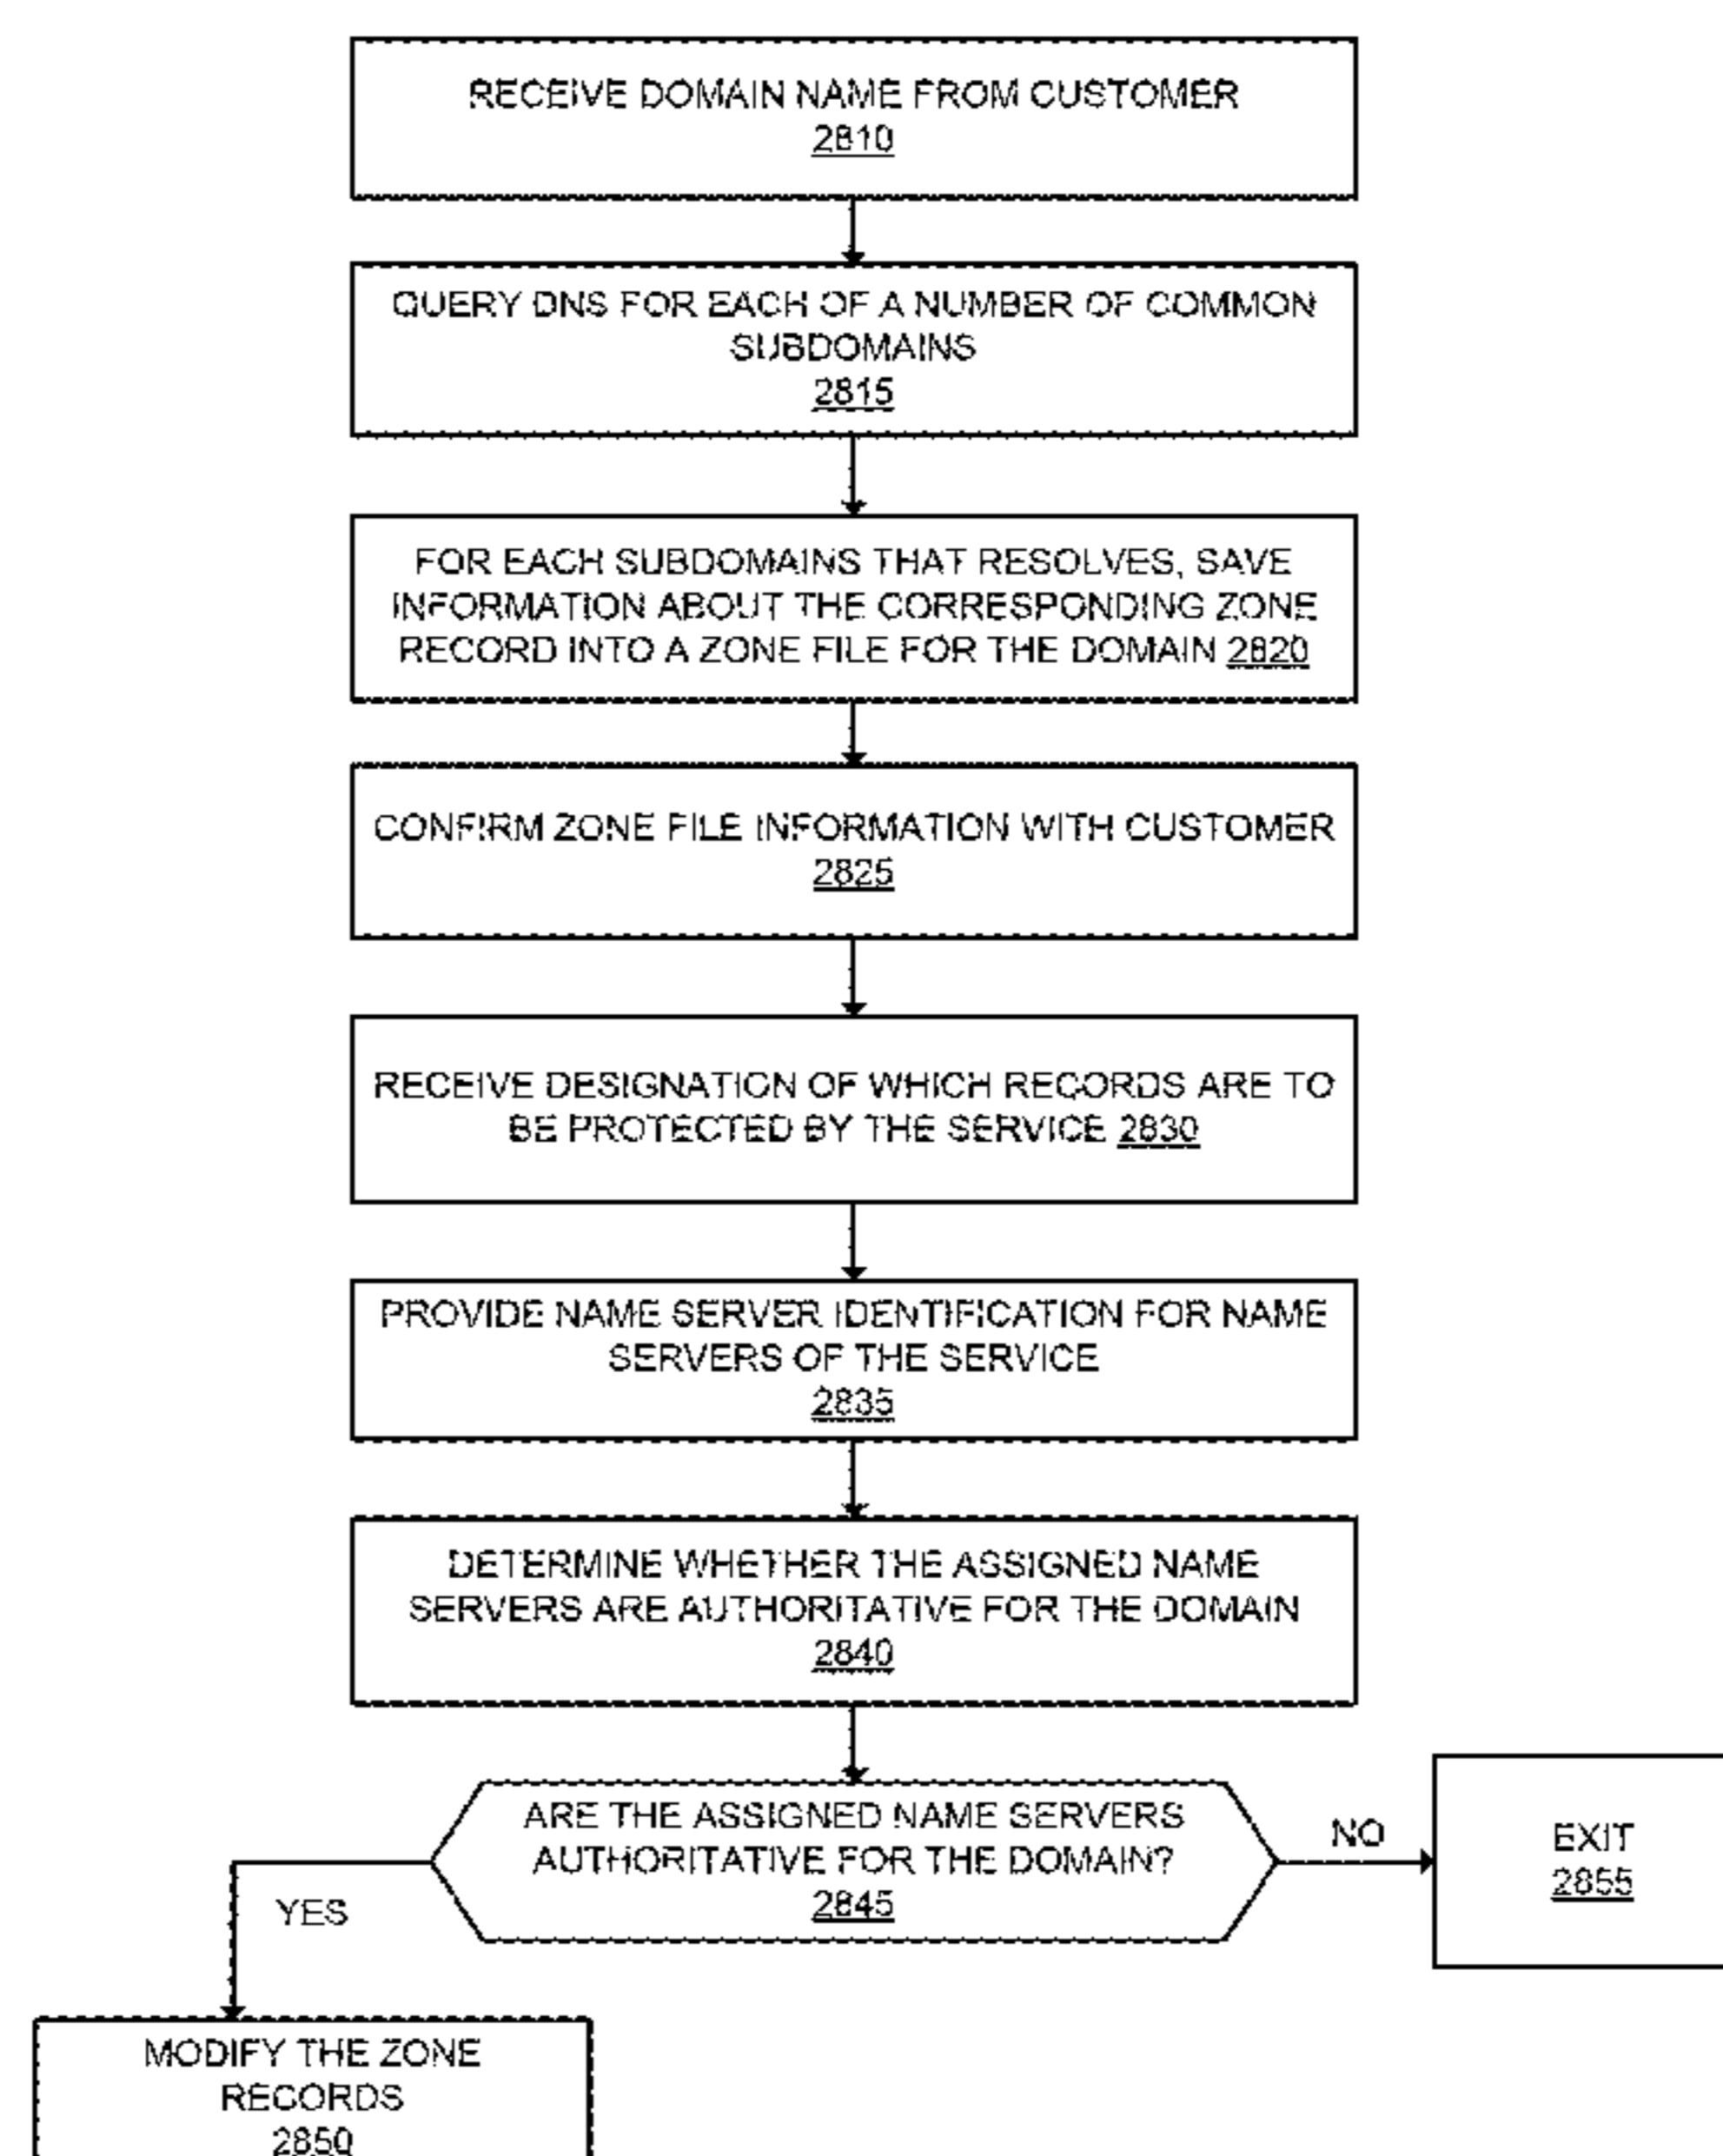 RECEIVE DOMAIN NAME FROM CUSTOMER
2810
QUERY DNS FOR EACH OF A NUMBER OF COMMON
SUBDOMAINS
2815
FOR EACH SUBDOMAINS THAT RESOLVES, SAVE
INFORMATION ABOUT THE CORRESPONDING ZONE
RECORD INTO A ZONE FILE FOR THE DOMAIN 2820
CONFIRM ZONE FILE INFORMATION WITH CUSTOMER
2825
RECEIVE DESIGNATION OF WHICH RECORDS ARE TO
BE PROTECTED BY THE SERVICE 2830
PROVIDE NAME SERVER IDENTIFICATION FOR NAME
SERVERS OF THE SERVICE
2835
DETERMINE WHETHER THE ASSIGNED NAME
SERVERS ARE AUTHORITATIVE FOR THE DOMAIN
2840
ARE THE ASSIGNED NAME SERVERS
AUTHORITATIVE FOR THE DOMAIN?
2845
NO
EXIT
2855
YES
MODIFY THE ZONE
RECORDS
2850